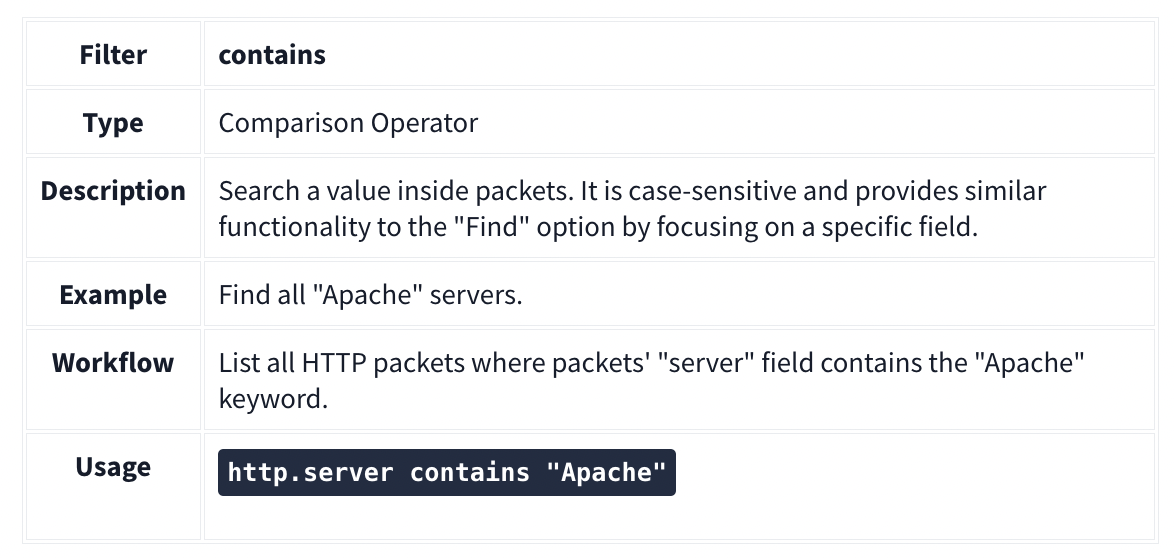 Filter contains
Type Comparison Operator
Description Search a value inside packets. It is case-sensitive and provides similar
functionality to the "Find" option by focusing on a specific field.
Example Find all "Apache" servers.
Workflow List all HTTP packets where packets' "server" field contains the "Apache"
keyword.
Usage http.server contains "Apache"